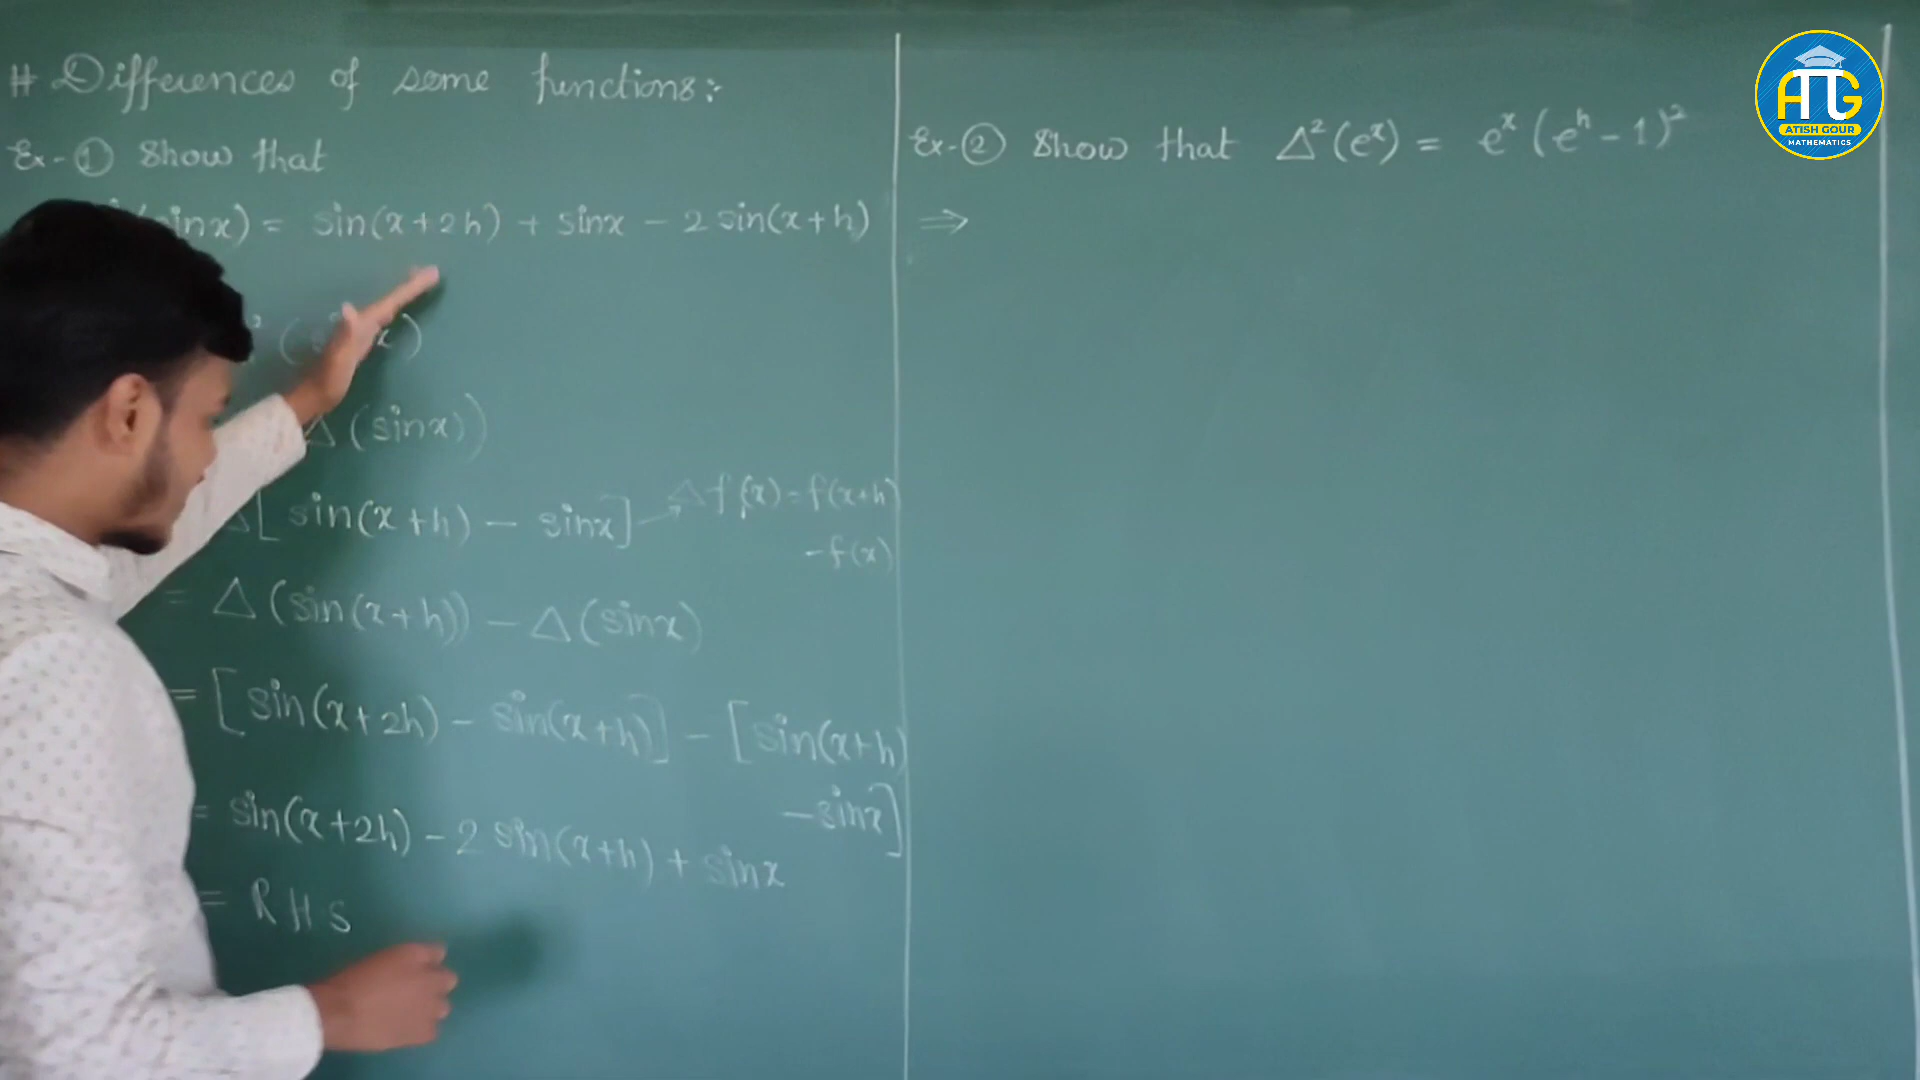 # Differences of some functions:
Ex-① Show that
sinx) = sin(x+2h) + sinx - 2 sin(x+h)
² ( x )
Δ (sinx))
Δ[ sin(x+h) - sinx] → Δf(x) = f(x+h)
-f(x)
= Δ(sin(x+h)) - Δ(sinx)
= [sin(x+2h) - sin(x+h)] - [sin(x+h)
-sinx]
= sin(x+2h) - 2 sin(x+h) + sinx
= RHS
Ex-② Show that Δ²(eˣ) = eˣ (eʰ - 1)²
⇒
ATG
ATISH GOUR
MATHEMATICS